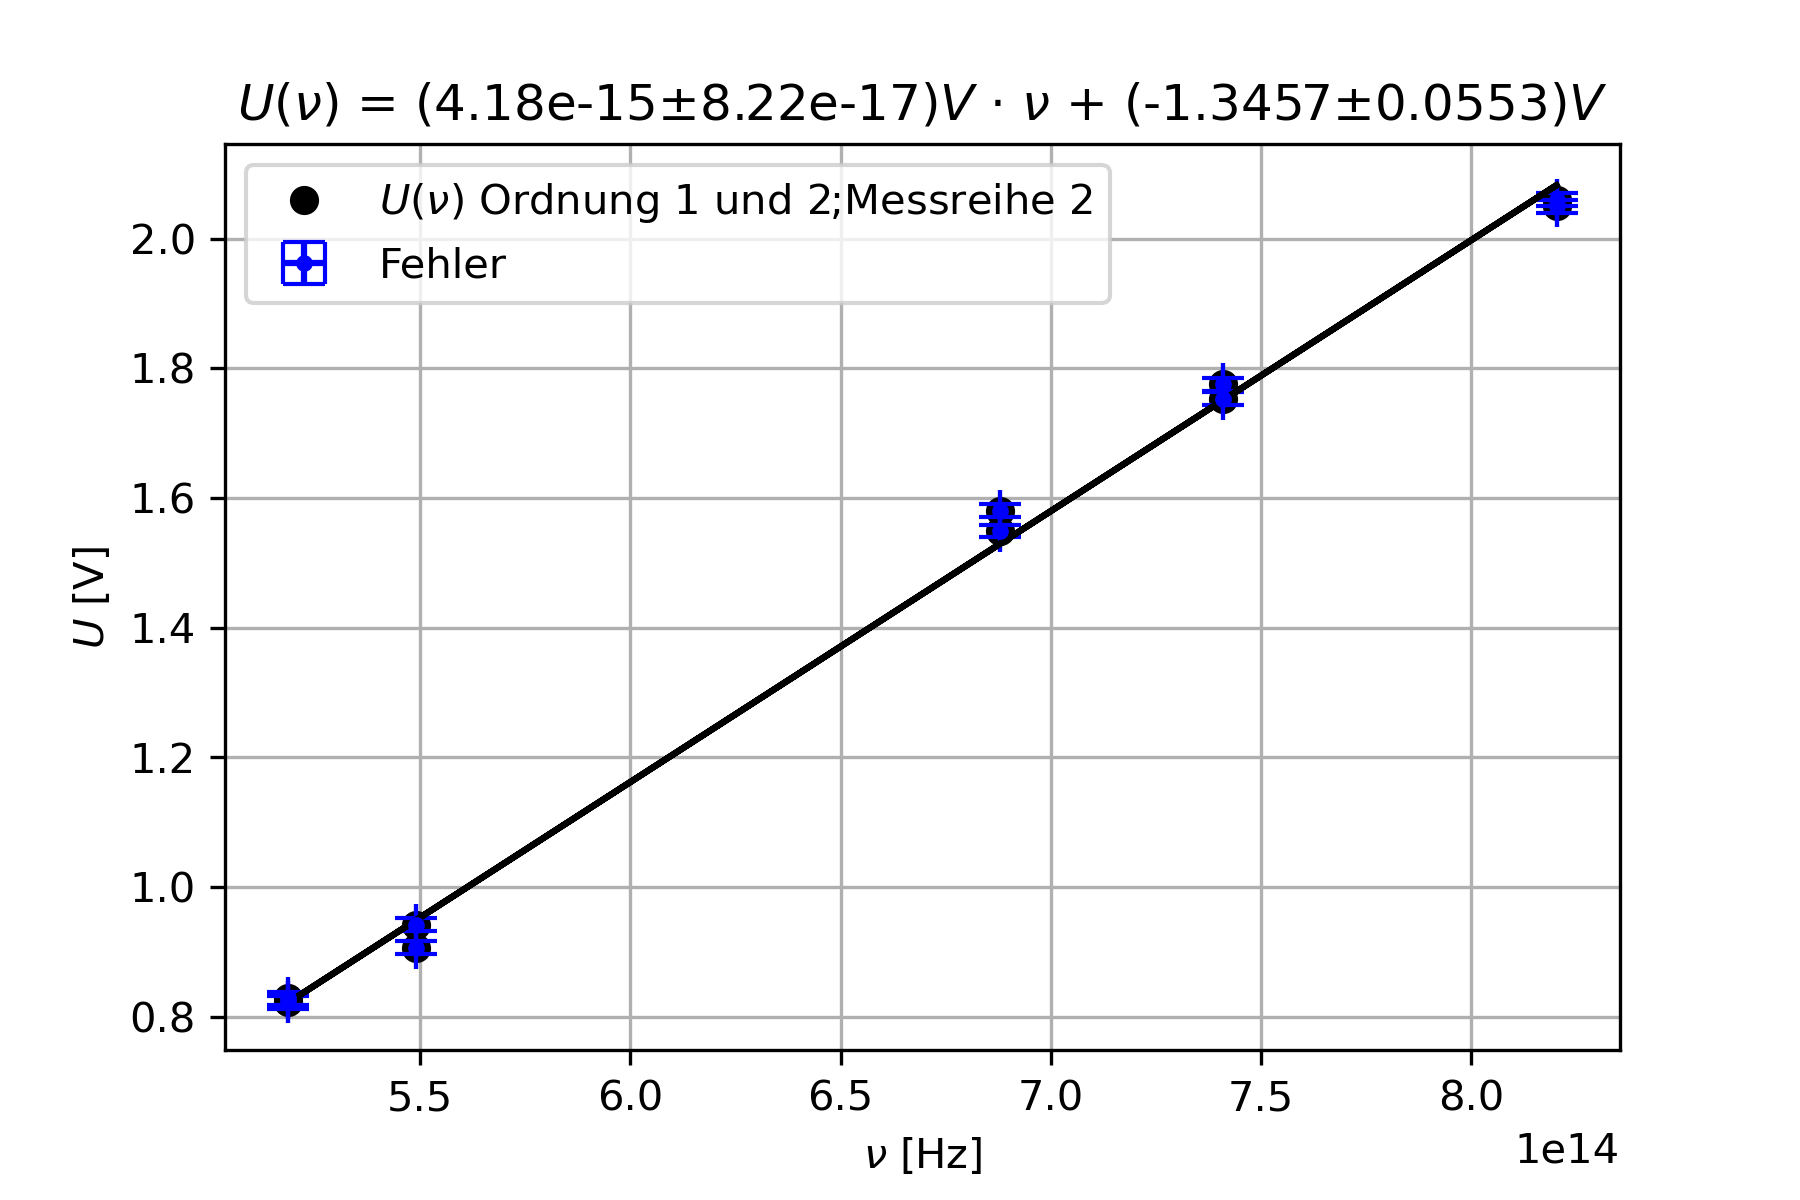 U(ν) = (4.18e-15±8.22e-17)V · ν + (-1.3457±0.0553)V
U(ν) Ordnung 1 und 2;Messreihe 2
Fehler
2.0
1.8
1.6
1.4
1.2
1.0
0.8
U [V]
5.5 6.0 6.5 7.0 7.5 8.0
1e14
ν [Hz]